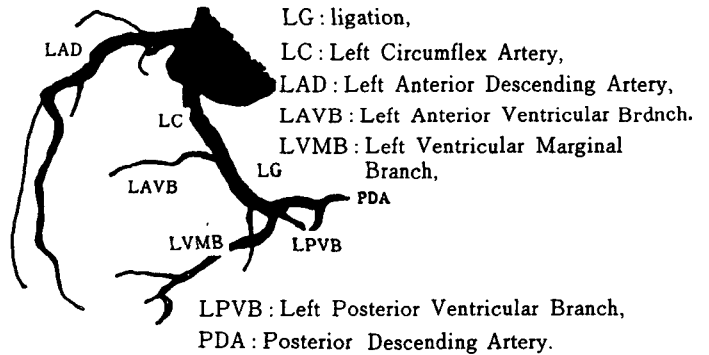 LG : ligation,
LC : Left Circumflex Artery,
LAD : Left Anterior Descending Artery,
LAVB : Left Anterior Ventricular Brdnch.
LVMB : Left Ventricular Marginal
Branch,
LAD
LC
LG
LAVB
PDA
LVMB
LPVB
LPVB : Left Posterior Ventricular Branch,
PDA : Posterior Descending Artery.